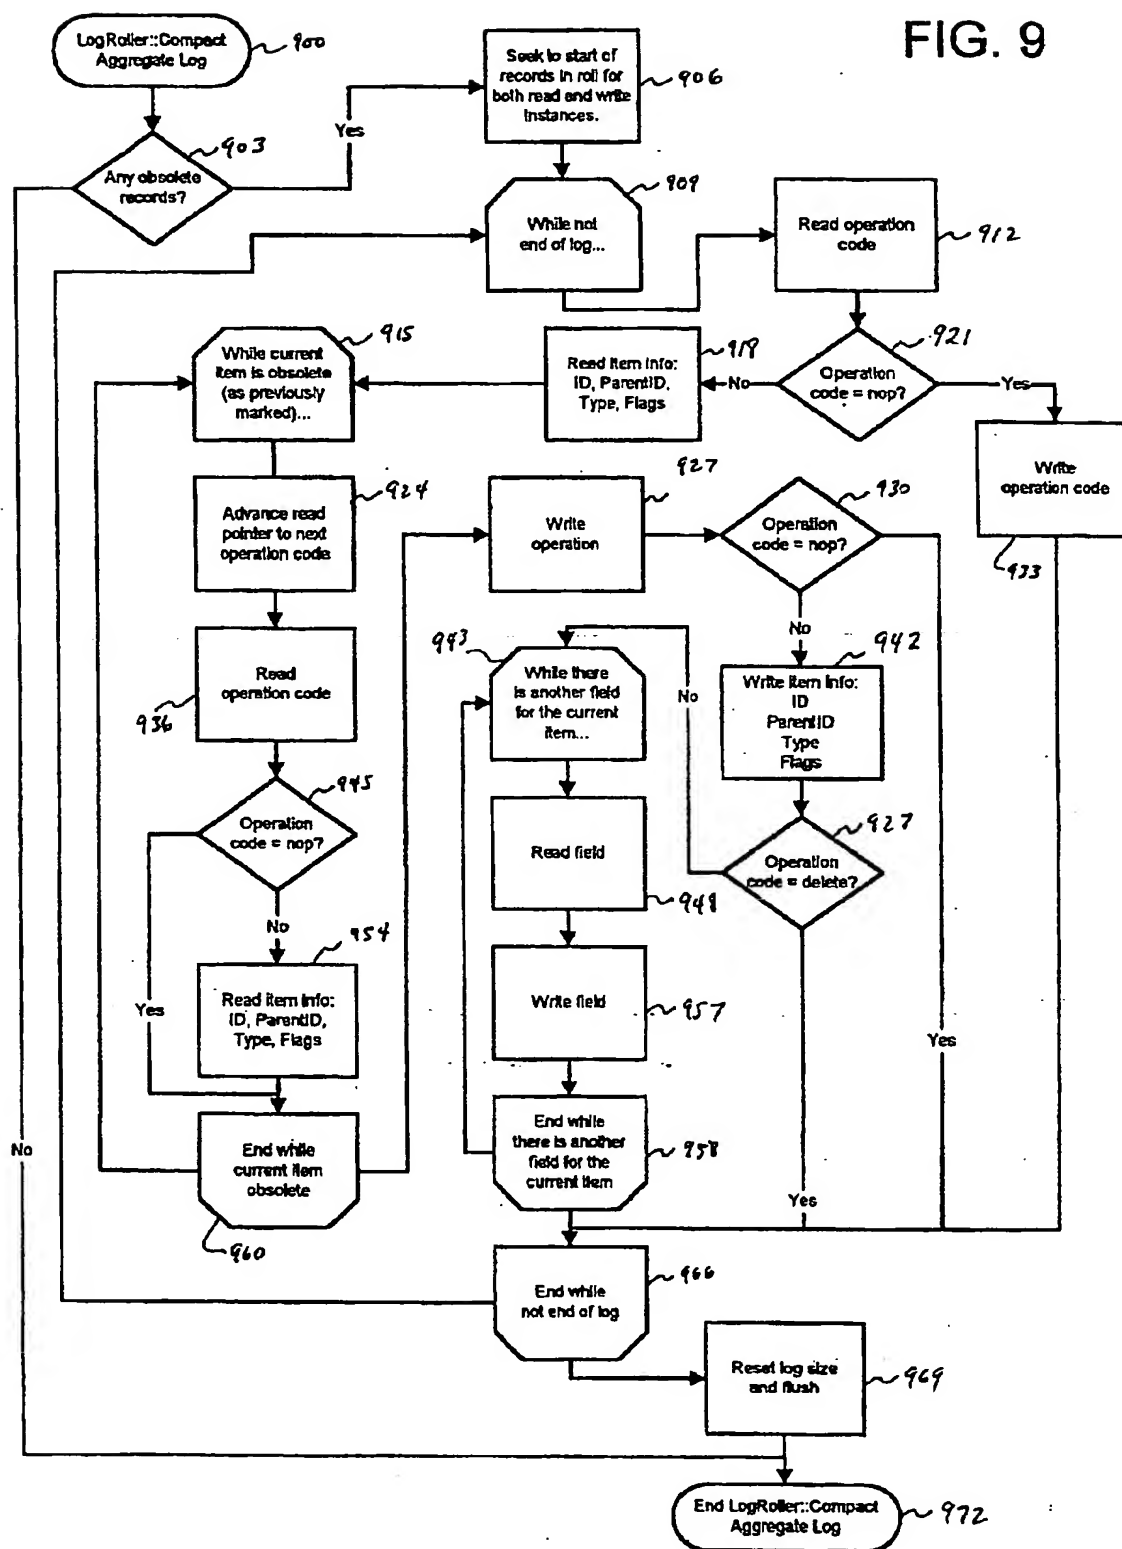 FIG. 9
LogRoller::Compact
Aggregate Log
900
Seek to start of
records in roll for
both read and write
instances.
906
Yes
903
Any obsolete
records?
909
While not
end of log...
Read operation
code
912
915
While current
item is obsolete
(as previously
marked)...
918
Read item info:
ID, ParentID,
Type, Flags
No
921
Operation
code = nop?
Yes
Write
operation code
933
924
Advance read
pointer to next
operation code
927
Write
operation
930
Operation
code = nop?
No
943
While there
is another field
for the current
item...
No
942
Write item info:
ID
ParentID
Type
Flags
Read
operation code
936
945
Operation
code = nop?
Read field
948
927
Operation
code = delete?
No
954
Read item info:
ID, ParentID,
Type, Flags
Yes
Write field
957
Yes
No
End while
current item
obsolete
960
End while
there is another
field for the
current item
958
Yes
End while
not end of log
966
Reset log size
and flush
969
End LogRoller::Compact
Aggregate Log
972